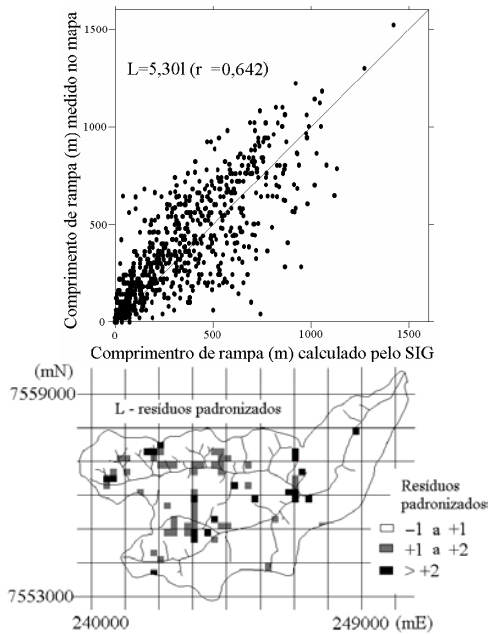 1500
1000
500
0
Comprimento de rampa (m) medido no mapa
L=5,30l (r =0,642)
0 500 1000 1500
Comprimentro de rampa (m) calculado pelo SIG
(mN)
7559000
L - resíduos padronizados
Resíduos
padronizados
−1 a +1
+1 a +2
> +2
7553000
240000 249000 (mE)